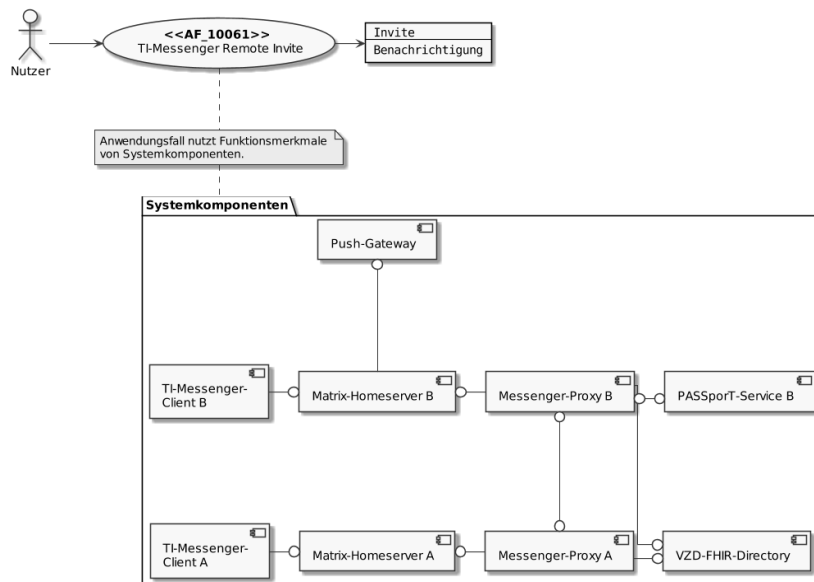 <<AF_10061>>
TI-Messenger Remote Invite
Invite
Benachrichtigung
Nutzer
Anwendungsfall nutzt Funktionsmerkmale
von Systemkomponenten.
Systemkomponenten
Push-Gateway
TI-Messenger-
Client B
Matrix-Homeserver B
Messenger-Proxy B
PASSporT-Service B
TI-Messenger-
Client A
Matrix-Homeserver A
Messenger-Proxy A
VZD-FHIR-Directory